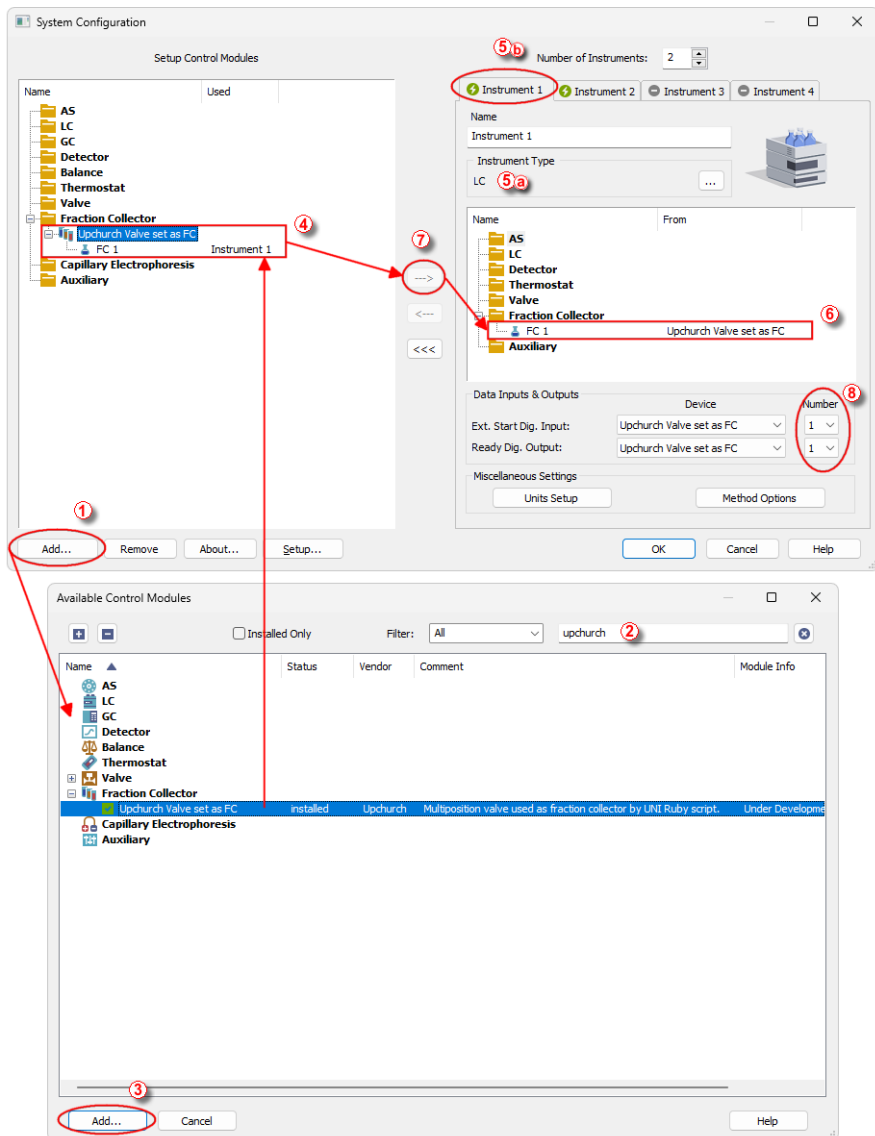 System Configuration
5b
Setup Control Modules
Number of Instruments: 2
Name Used
Instrument 1 Instrument 2 Instrument 3 Instrument 4
AS
LC
GC
Detector
Balance
Thermostat
Valve
Fraction Collector
Upchurch Valve set as FC
FC 1 Instrument 1
Capillary Electrophoresis
Auxiliary
4
7
--->
<---
<<<
Name
Instrument 1
Instrument Type
LC 5a ...
Name From
AS
LC
Detector
Thermostat
Valve
Fraction Collector
6
FC 1 Upchurch Valve set as FC
Auxiliary
Data Inputs & Outputs
8
Device Number
Ext. Start Dig. Input: Upchurch Valve set as FC 1
Ready Dig. Output: Upchurch Valve set as FC 1
Miscellaneous Settings
Units Setup Method Options
1
Add... Remove About... Setup... OK Cancel Help
Available Control Modules
Installed Only Filter: All upchurch 2
Name Status Vendor Comment Module Info
AS
LC
GC
Detector
Balance
Thermostat
Valve
Fraction Collector
Upchurch Valve set as FC installed Upchurch Multiposition valve used as fraction collector by UNI Ruby script. Under Developme
Capillary Electrophoresis
Auxiliary
3
Add... Cancel Help